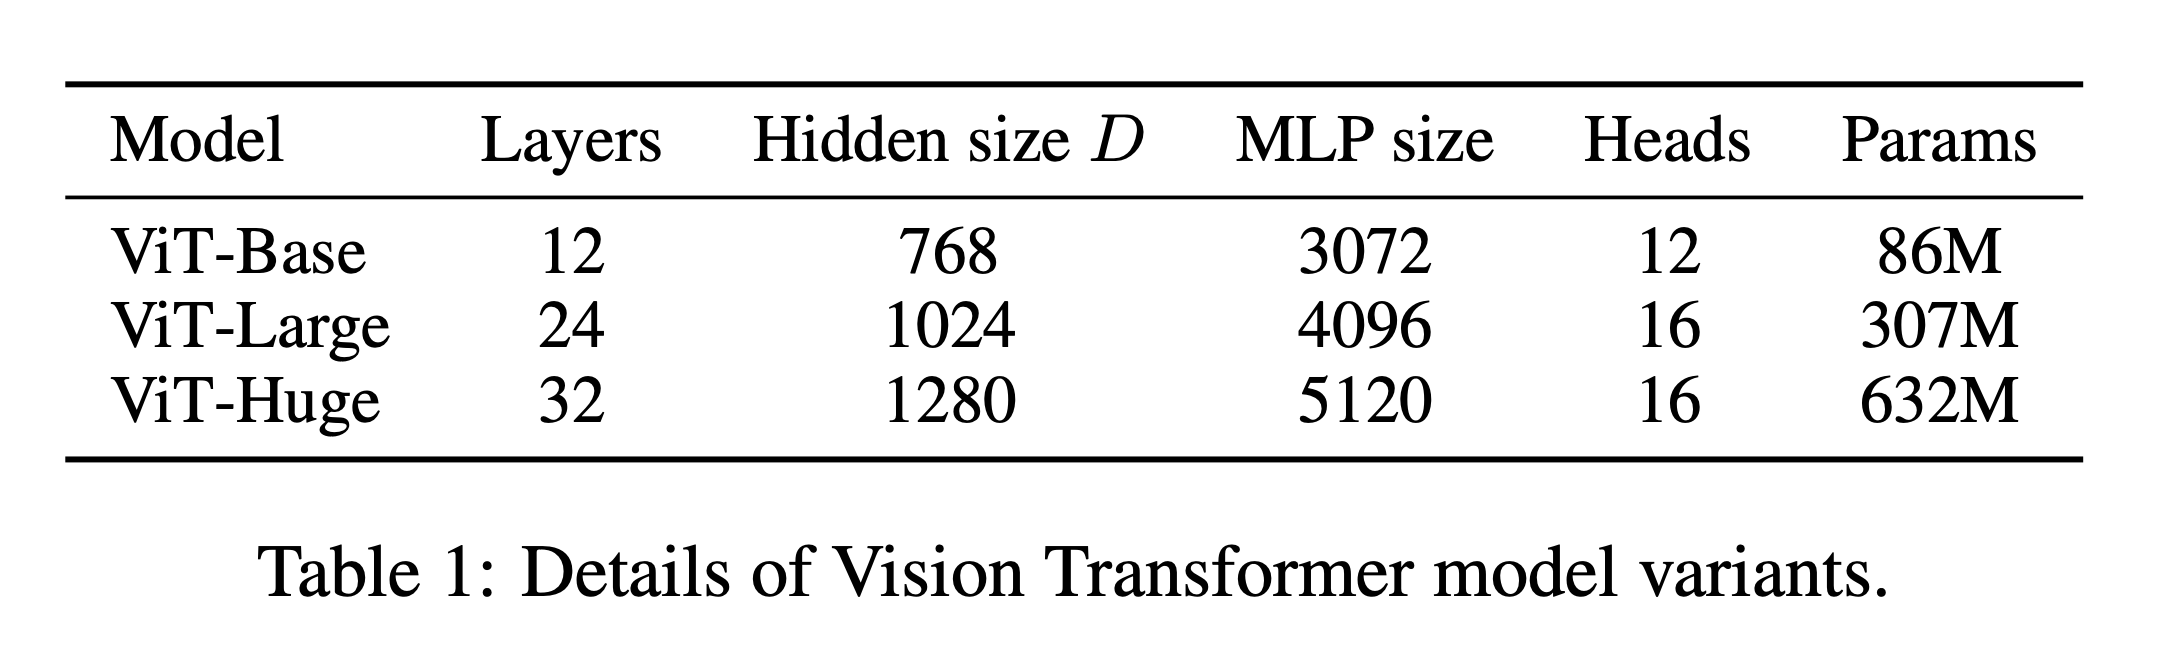 Model Layers Hidden size D MLP size Heads Params
ViT-Base 12 768 3072 12 86M
ViT-Large 24 1024 4096 16 307M
ViT-Huge 32 1280 5120 16 632M
Table 1: Details of Vision Transformer model variants.